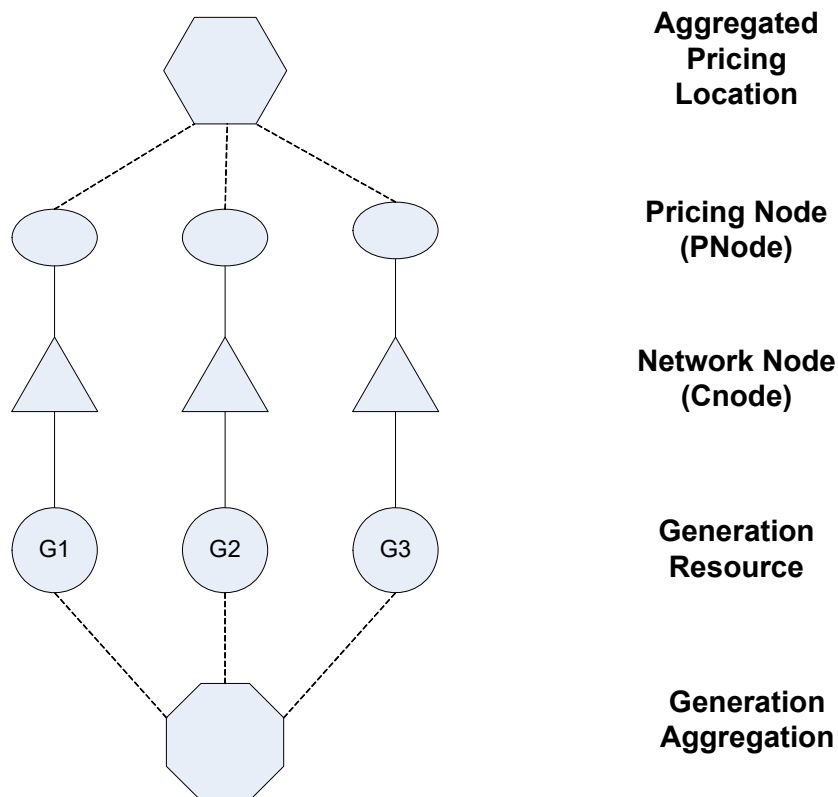 Aggregated
Pricing
Location
Pricing Node
(PNode)
Network Node
(Cnode)
G1
G2
G3
Generation
Resource
Generation
Aggregation